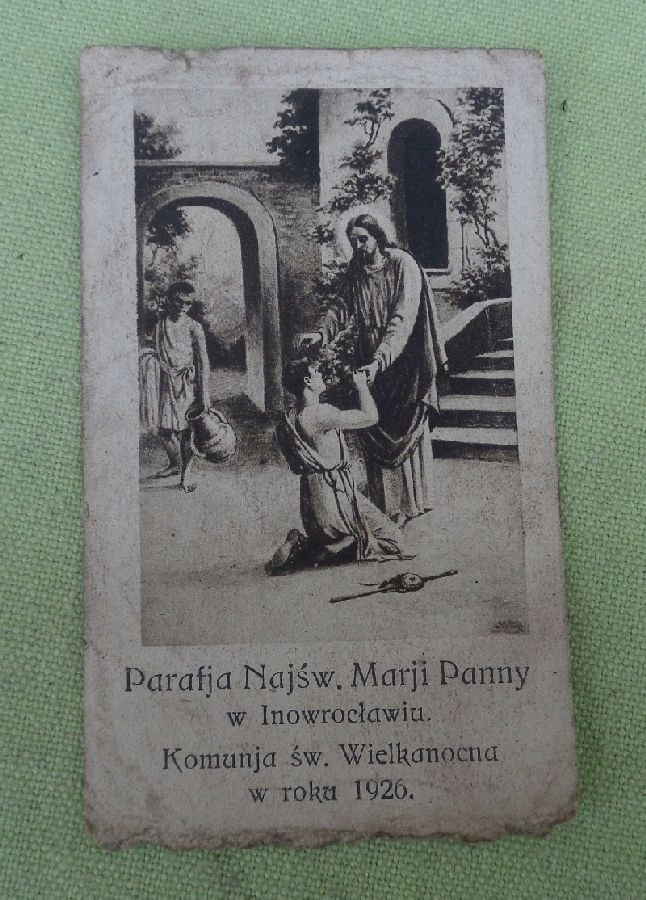 Parafja Najśw. Marji Panny
w Inowrocławiu.
Komunja św. Wielkanocna
w roku 1926.